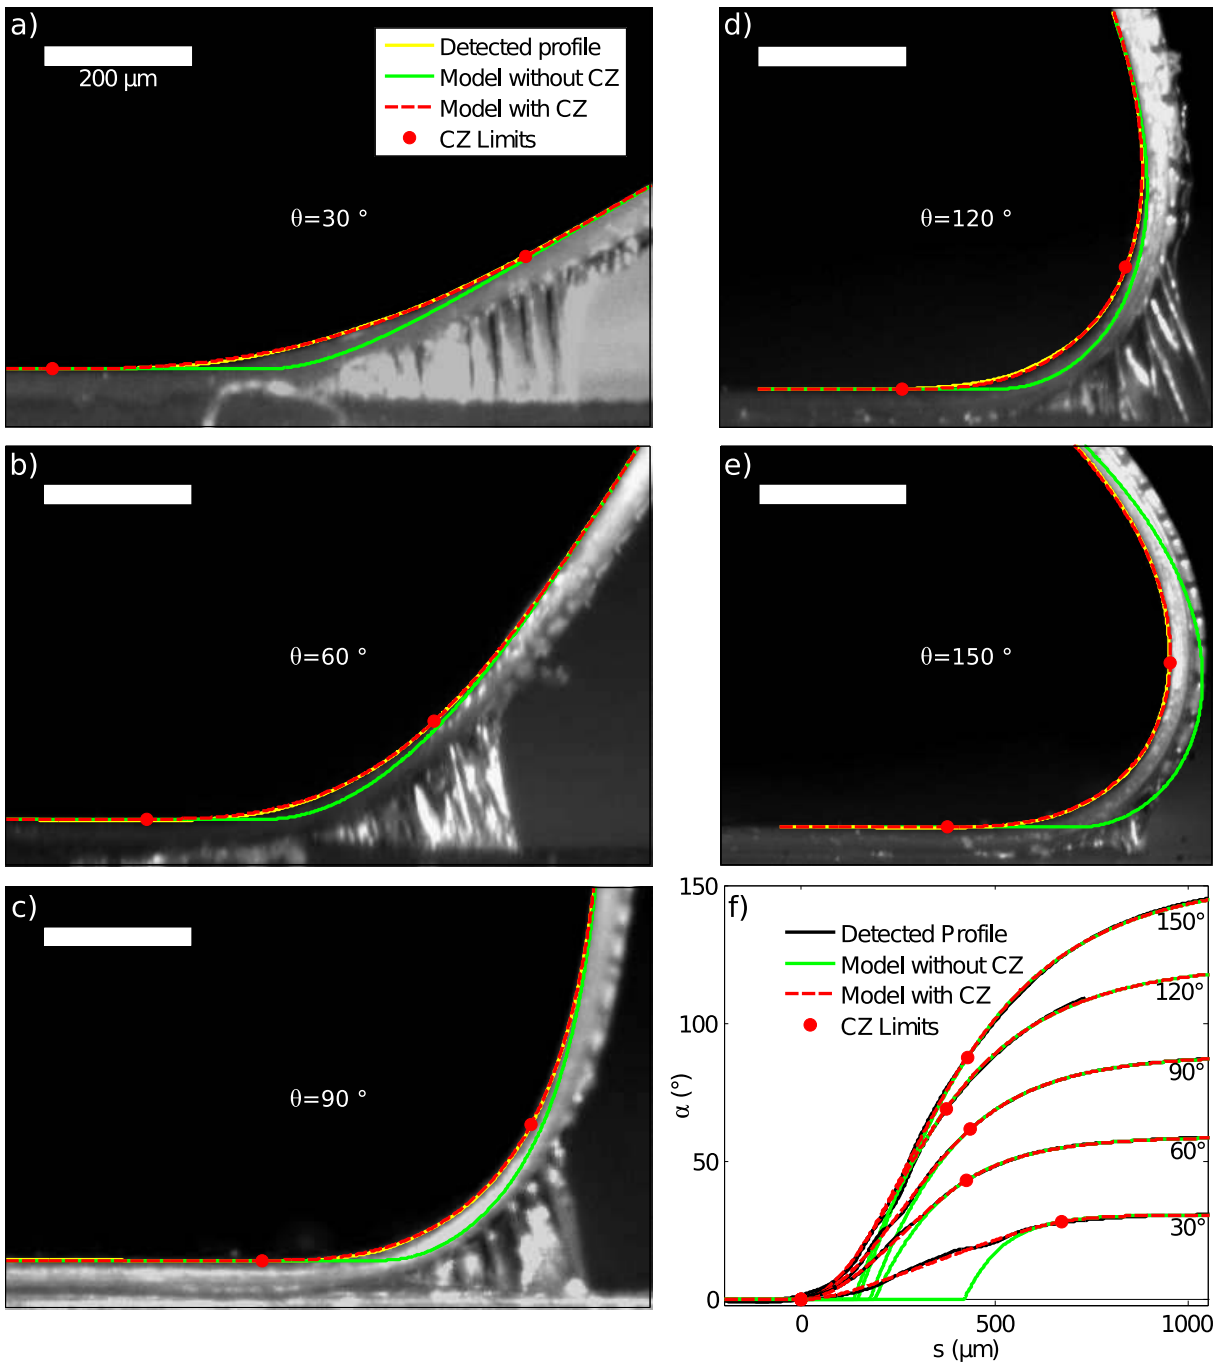 a)
200 µm
Detected profile
Model without CZ
Model with CZ
CZ Limits
θ=30 °
b)
θ=60 °
c)
θ=90 °
d)
θ=120 °
e)
θ=150 °
f)
Detected Profile
Model without CZ
Model with CZ
CZ Limits
150°
120°
90°
60°
30°
150
100
50
0
α (°)
0 500 1000
s (µm)